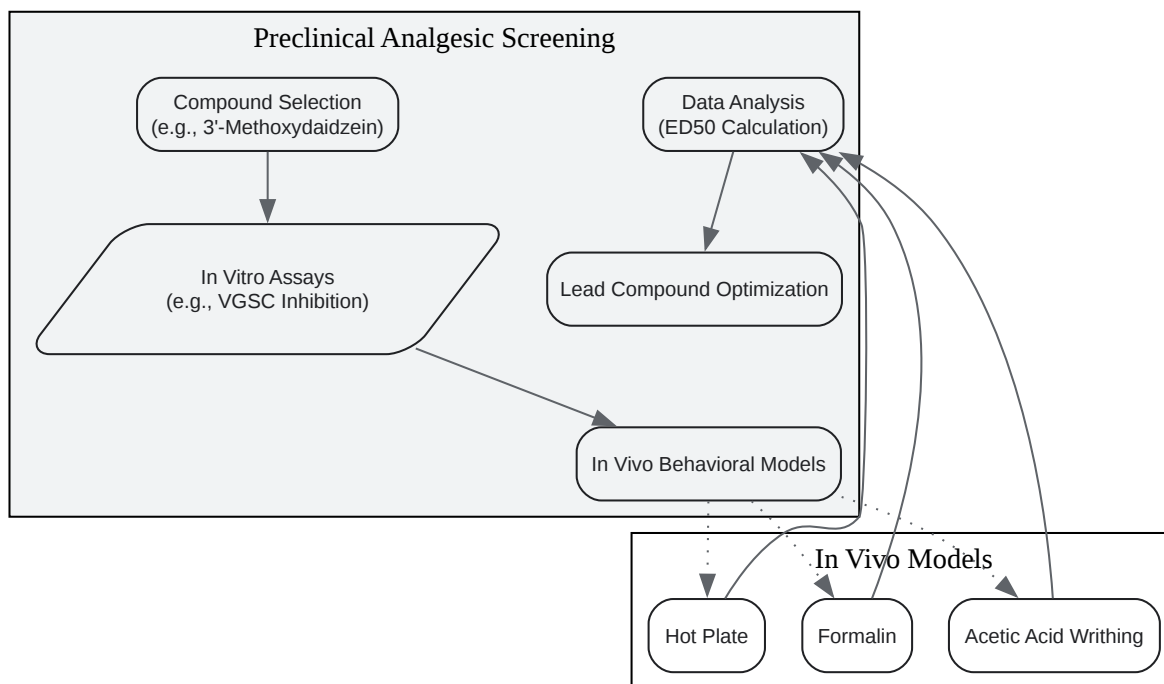 Preclinical Analgesic Screening
Compound Selection
(e.g., 3'-Methoxydaidzein)
Data Analysis
(ED50 Calculation)
In Vitro Assays
(e.g., VGSC Inhibition)
Lead Compound Optimization
In Vivo Behavioral Models
In Vivo Models
Hot Plate
Formalin
Acetic Acid Writhing